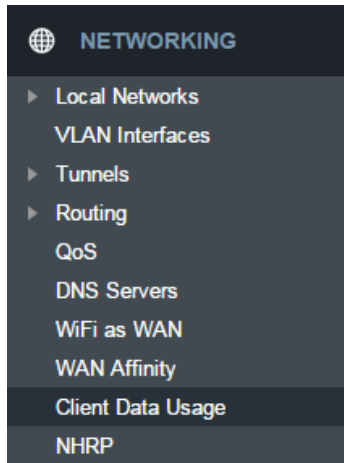 NETWORKING
Local Networks
VLAN Interfaces
Tunnels
Routing
QoS
DNS Servers
WiFi as WAN
WAN Affinity
Client Data Usage
NHRP